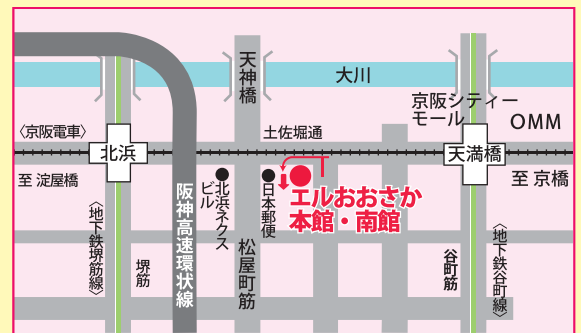 天神橋
大川
京阪シティー
モール
OMM
〈京阪電車〉
土佐堀通
北浜
天満橋
至 淀屋橋
至 京橋
北浜ネクス
ビル
日本郵便
エルおおさか
本館・南館
阪神高速環状線
〈地下鉄堺筋線〉
堺筋
松屋町筋
谷町筋
〈地下鉄谷町線〉